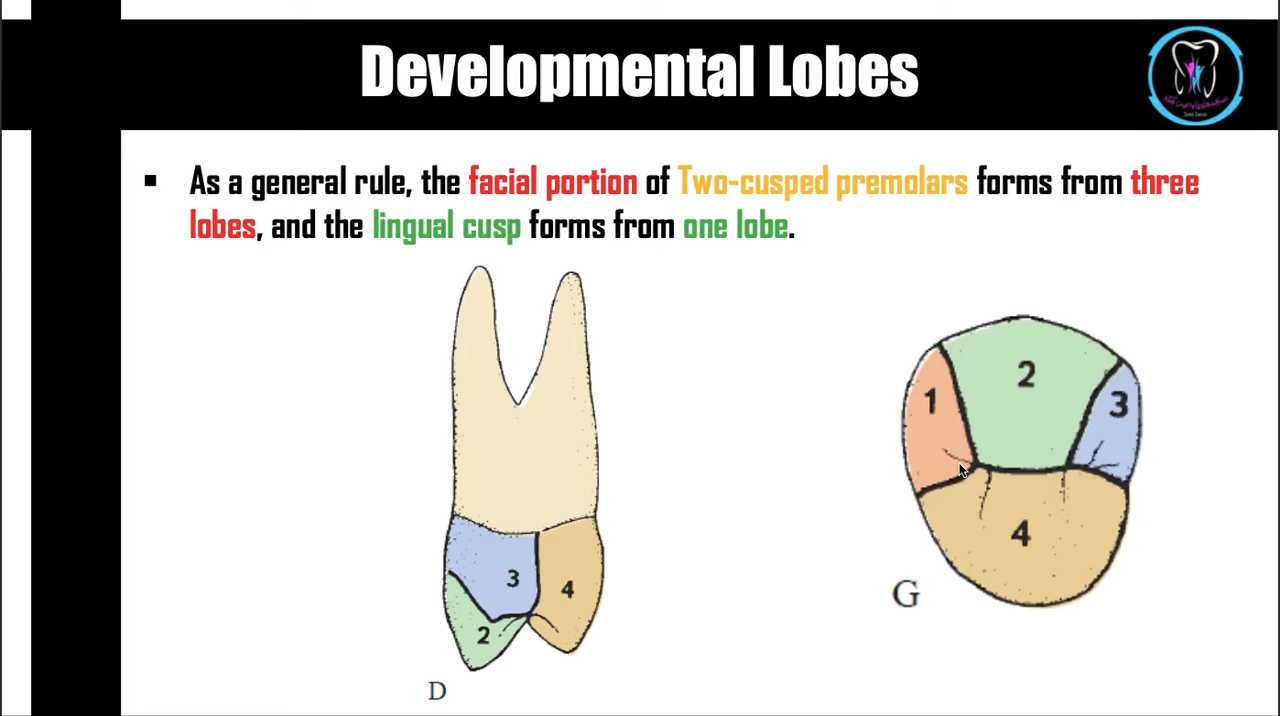 Developmental Lobes
▪ As a general rule, the facial portion of Two-cusped premolars forms from three
lobes, and the lingual cusp forms from one lobe.
1
2
3
4
G
3
4
2
D